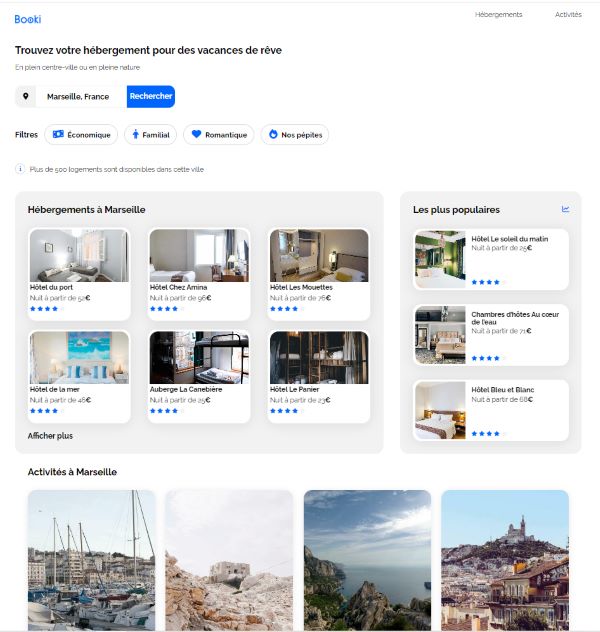 Booki
Hébergements
Activités
Trouvez votre hébergement pour des vacances de rêve
En plein centre-ville ou en pleine nature
Marseille, France
Rechercher
Filtres
Économique
Familial
Romantique
Nos pépites
Plus de 500 logements sont disponibles dans cette ville
Hébergements à Marseille
Hôtel du port
Nuit à partir de 52€
Hôtel Chez Amina
Nuit à partir de 96€
Hôtel Les Mouettes
Nuit à partir de 76€
Hôtel de la mer
Nuit à partir de 46€
Auberge La Canebière
Nuit à partir de 25€
Hôtel Le Panier
Nuit à partir de 23€
Afficher plus
Les plus populaires
Hôtel Le soleil du matin
Nuit à partir de 25€
Chambres d'hôtes Au cœur
de l'eau
Nuit à partir de 71€
Hôtel Bleu et Blanc
Nuit à partir de 68€
Activités à Marseille